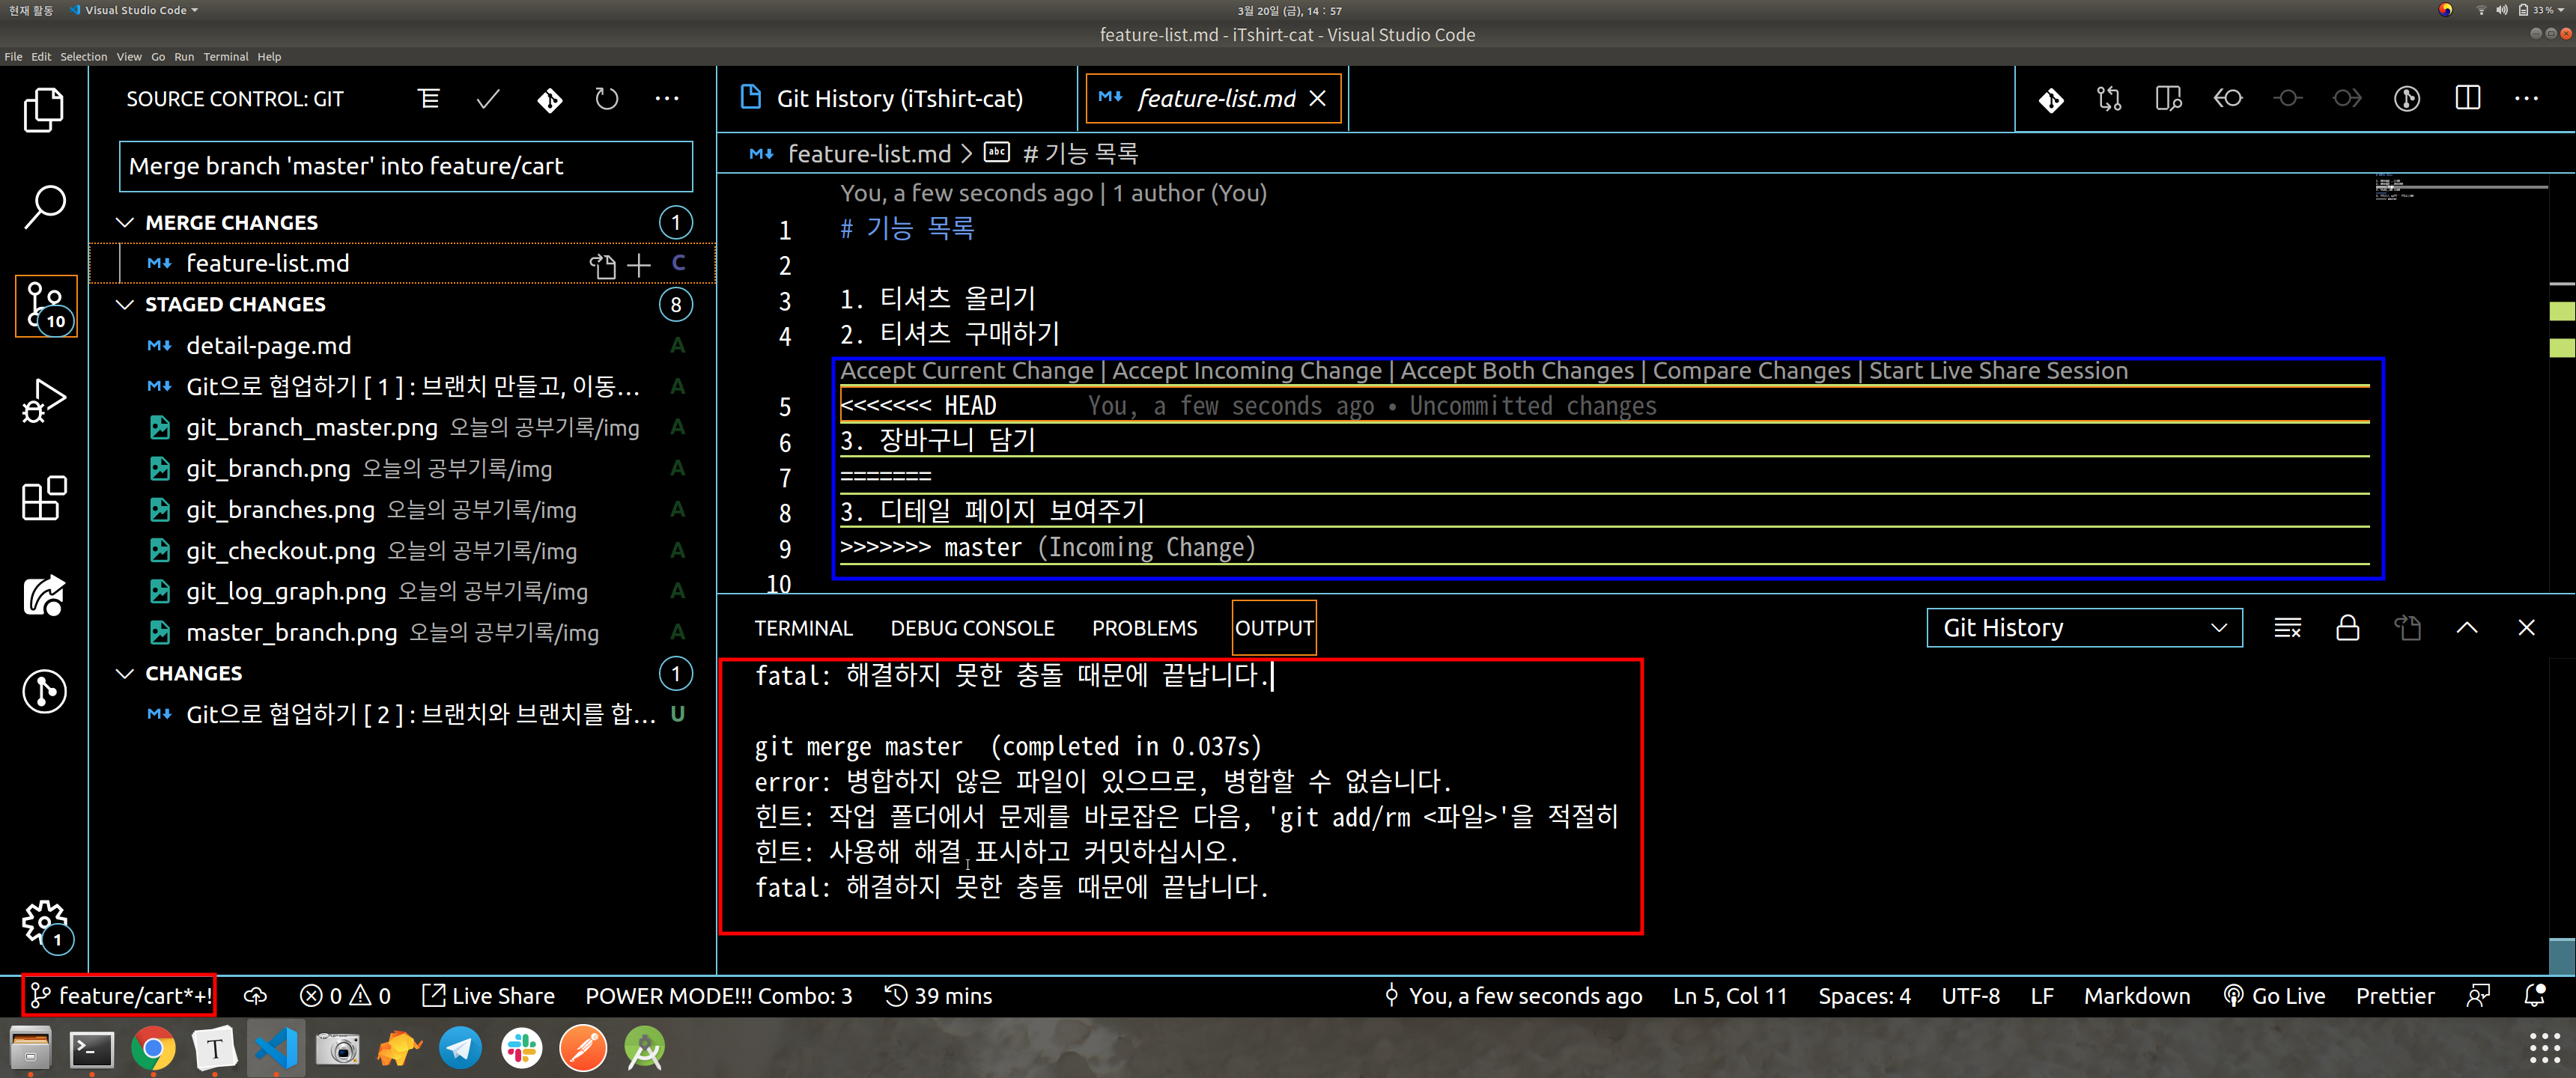 현재 활동
Visual Studio Code
3월 20일 (금), 14 : 57
33 %
feature-list.md - iTshirt-cat - Visual Studio Code
File Edit Selection View Go Run Terminal Help
SOURCE CONTROL: GIT
Merge branch 'master' into feature/cart
MERGE CHANGES 1
feature-list.md C
STAGED CHANGES 8
detail-page.md A
Git으로 협업하기 [ 1 ] : 브랜치 만들고, 이동... A
git_branch_master.png 오늘의 공부기록/img A
git_branch.png 오늘의 공부기록/img A
git_branches.png 오늘의 공부기록/img A
git_checkout.png 오늘의 공부기록/img A
git_log_graph.png 오늘의 공부기록/img A
master_branch.png 오늘의 공부기록/img A
CHANGES 1
Git으로 협업하기 [ 2 ] : 브랜치와 브랜치를 합... U
10
1
Git History (iTshirt-cat)
feature-list.md
feature-list.md > abc # 기능 목록
You, a few seconds ago | 1 author (You)
1 # 기능 목록
2
3 1. 티셔츠 올리기
4 2. 티셔츠 구매하기
Accept Current Change | Accept Incoming Change | Accept Both Changes | Compare Changes | Start Live Share Session
5 <<<<<<< HEAD You, a few seconds ago • Uncommitted changes
6 3. 장바구니 담기
7 =======
8 3. 디테일 페이지 보여주기
9 >>>>>>> master (Incoming Change)
10
TERMINAL DEBUG CONSOLE PROBLEMS OUTPUT Git History
fatal: 해결하지 못한 충돌 때문에 끝납니다.
git merge master (completed in 0.037s)
error: 병합하지 않은 파일이 있으므로, 병합할 수 없습니다.
힌트: 작업 폴더에서 문제를 바로잡은 다음, 'git add/rm <파일>'을 적절히
힌트: 사용해 해결 표시하고 커밋하십시오.
fatal: 해결하지 못한 충돌 때문에 끝납니다.
feature/cart*+! 0 0 Live Share POWER MODE!!! Combo: 3 39 mins You, a few seconds ago Ln 5, Col 11 Spaces: 4 UTF-8 LF Markdown Go Live Prettier